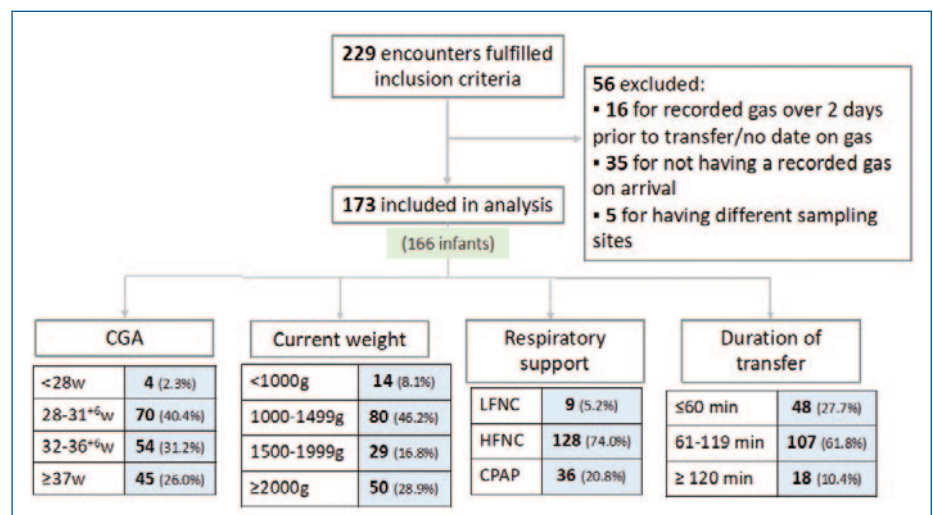 229 encounters fulfilled
inclusion criteria
56 excluded:
▪ 16 for recorded gas over 2 days
prior to transfer/no date on gas
▪ 35 for not having a recorded gas
on arrival
▪ 5 for having different sampling
sites
173 included in analysis
(166 infants)
CGA
<28w 4 (2.3%)
28-31⁺⁶w 70 (40.4%)
32-36⁺⁶w 54 (31.2%)
≥37w 45 (26.0%)
Current weight
<1000g 14 (8.1%)
1000-1499g 80 (46.2%)
1500-1999g 29 (16.8%)
≥2000g 50 (28.9%)
Respiratory
support
LFNC 9 (5.2%)
HFNC 128 (74.0%)
CPAP 36 (20.8%)
Duration of
transfer
≤60 min 48 (27.7%)
61-119 min 107 (61.8%)
≥ 120 min 18 (10.4%)